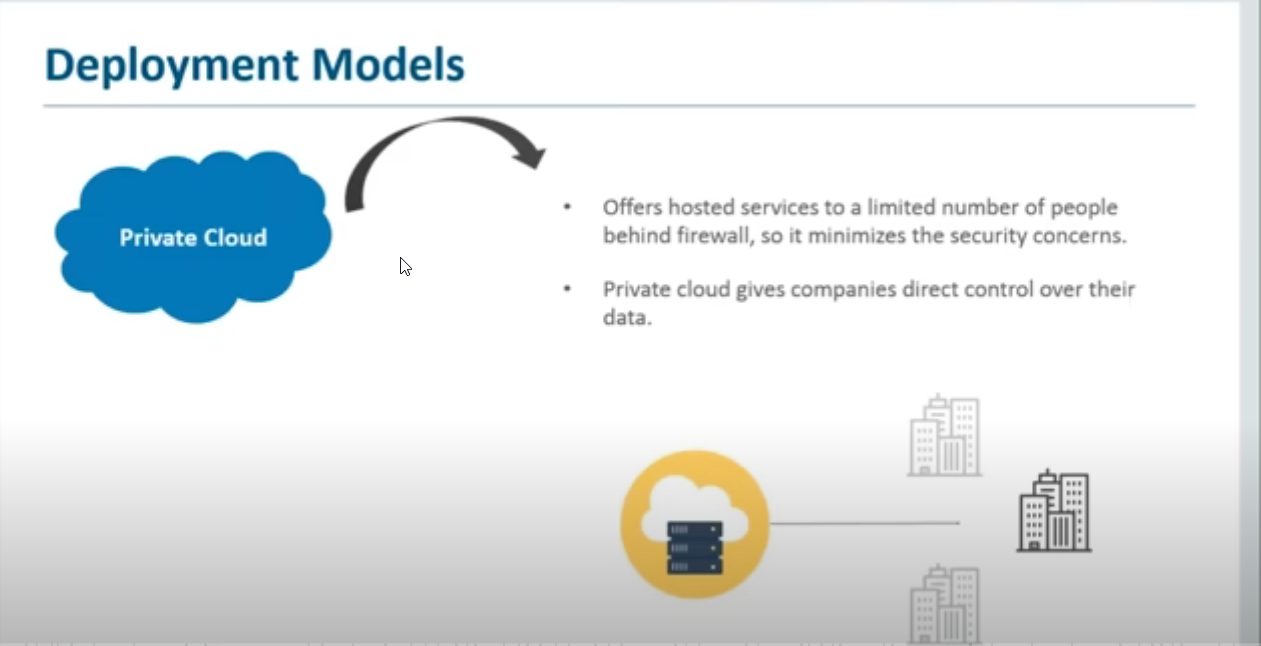 Deployment Models
Private Cloud
• Offers hosted services to a limited number of people
behind firewall, so it minimizes the security concerns.
• Private cloud gives companies direct control over their
data.